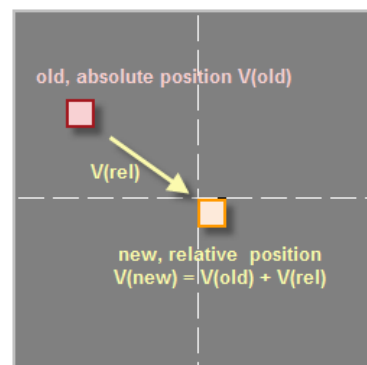 old, absolute position V(old)
V(rel)
new, relative position
V(new) = V(old) + V(rel)